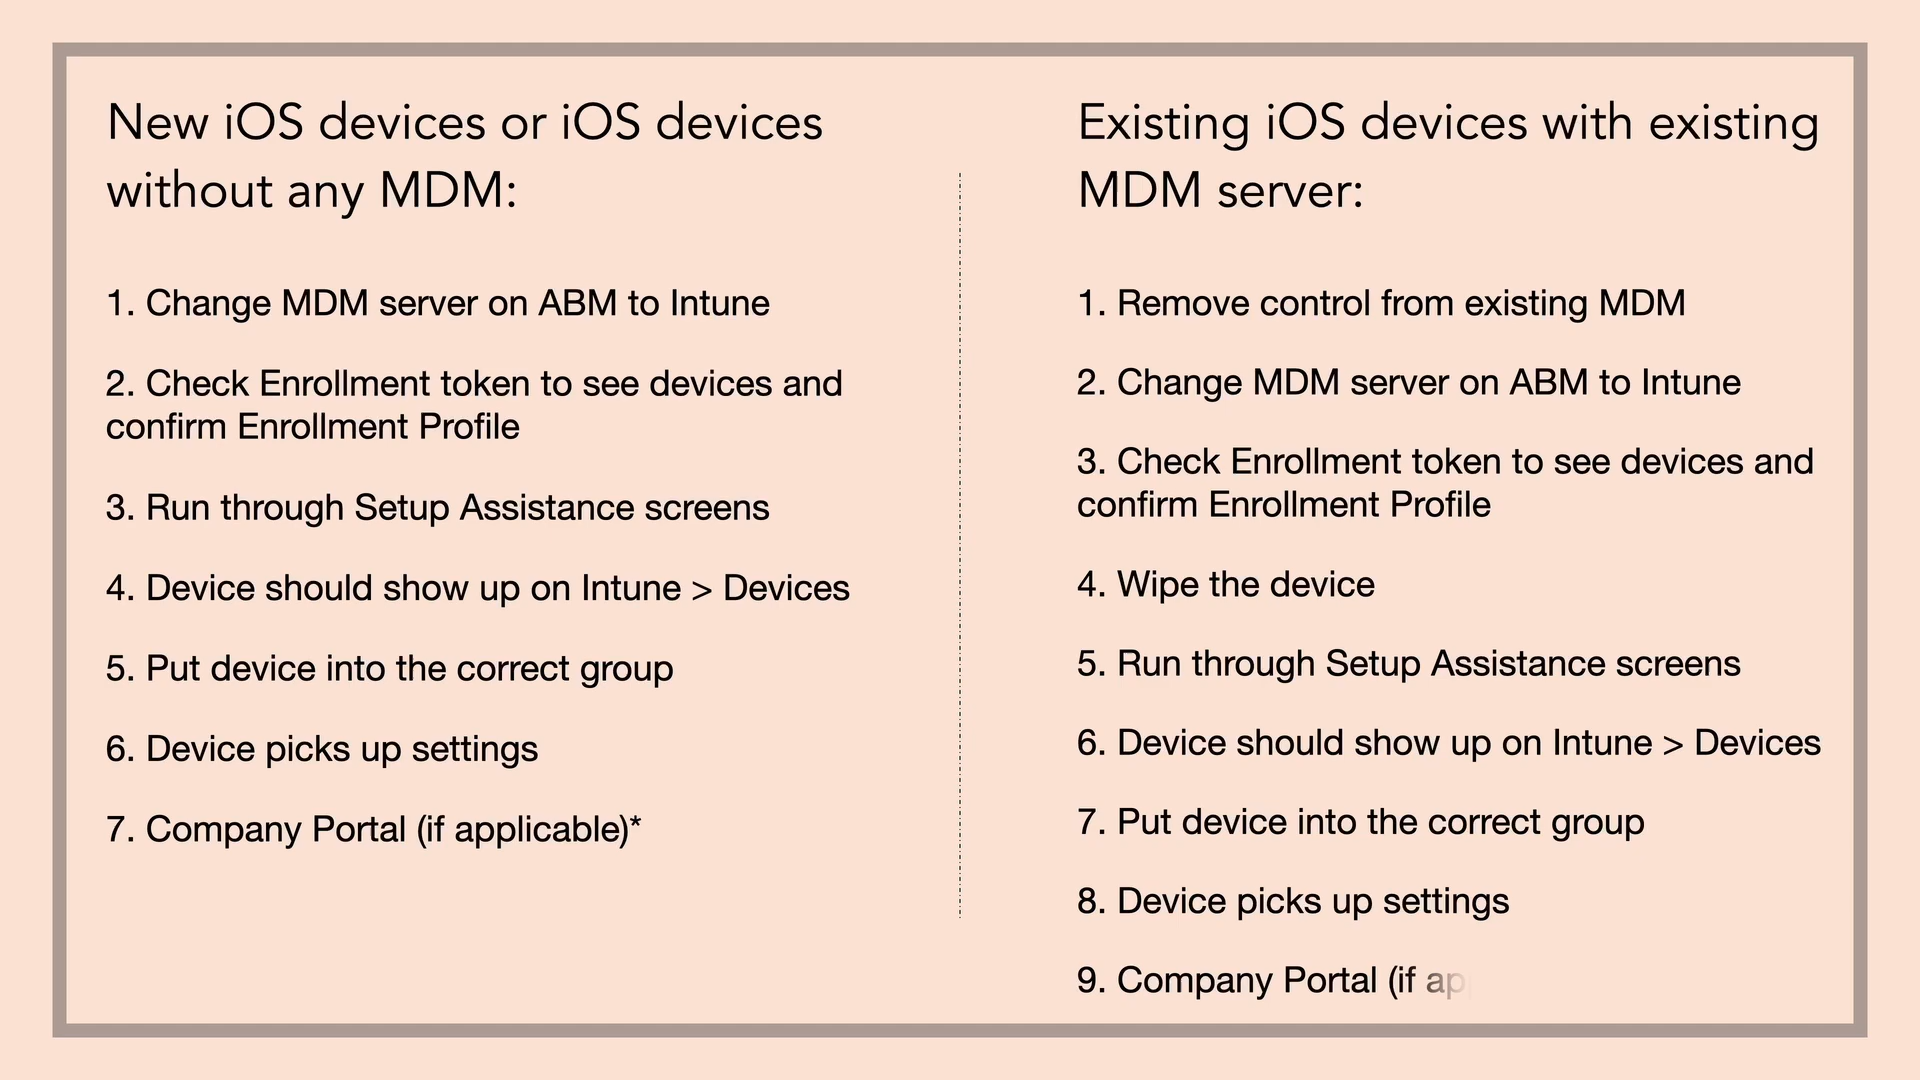 New iOS devices or iOS devices
without any MDM:
1. Change MDM server on ABM to Intune
2. Check Enrollment token to see devices and
confirm Enrollment Profile
3. Run through Setup Assistance screens
4. Device should show up on Intune > Devices
5. Put device into the correct group
6. Device picks up settings
7. Company Portal (if applicable)*
Existing iOS devices with existing
MDM server:
1. Remove control from existing MDM
2. Change MDM server on ABM to Intune
3. Check Enrollment token to see devices and
confirm Enrollment Profile
4. Wipe the device
5. Run through Setup Assistance screens
6. Device should show up on Intune > Devices
7. Put device into the correct group
8. Device picks up settings
9. Company Portal (if